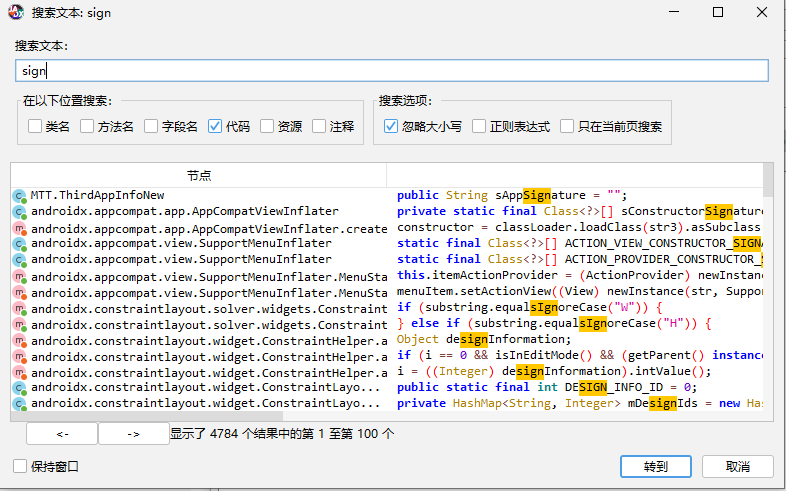 搜索文本: sign
搜索文本:
sign
在以下位置搜索:
类名 方法名 字段名 代码 资源 注释
搜索选项:
忽略大小写 正则表达式 只在当前页搜索
节点
MTT.ThirdAppInfoNew public String sAppSignature = "";
androidx.appcompat.app.AppCompatViewInflater private static final Class<?>[] sConstructorSignature
androidx.appcompat.app.AppCompatViewInflater.create constructor = classLoader.loadClass(str3).asSubclass
androidx.appcompat.view.SupportMenuInflater static final Class<?>[] ACTION_VIEW_CONSTRUCTOR_SIGNA
androidx.appcompat.view.SupportMenuInflater static final Class<?>[] ACTION_PROVIDER_CONSTRUCTOR_S
androidx.appcompat.view.SupportMenuInflater.MenuSta this.itemActionProvider = (ActionProvider) newInstanc
androidx.appcompat.view.SupportMenuInflater.MenuSta menuItem.setActionView((View) newInstance(str, Suppor
androidx.constraintlayout.solver.widgets.Constraint if (substring.equalsIgnoreCase("W")) {
androidx.constraintlayout.solver.widgets.Constraint } else if (substring.equalsIgnoreCase("H")) {
androidx.constraintlayout.widget.ConstraintHelper.a Object designInformation;
androidx.constraintlayout.widget.ConstraintHelper.a if (i == 0 && isInEditMode() && (getParent() instanc
androidx.constraintlayout.widget.ConstraintHelper.a i = ((Integer) designInformation).intValue();
androidx.constraintlayout.widget.ConstraintLayo... public static final int DESIGN_INFO_ID = 0;
androidx.constraintlayout.widget.ConstraintLayo... private HashMap<String, Integer> mDesignIds = new Has
<- -> 显示了 4784 个结果中的第 1 至第 100 个
保持窗口 转到 取消